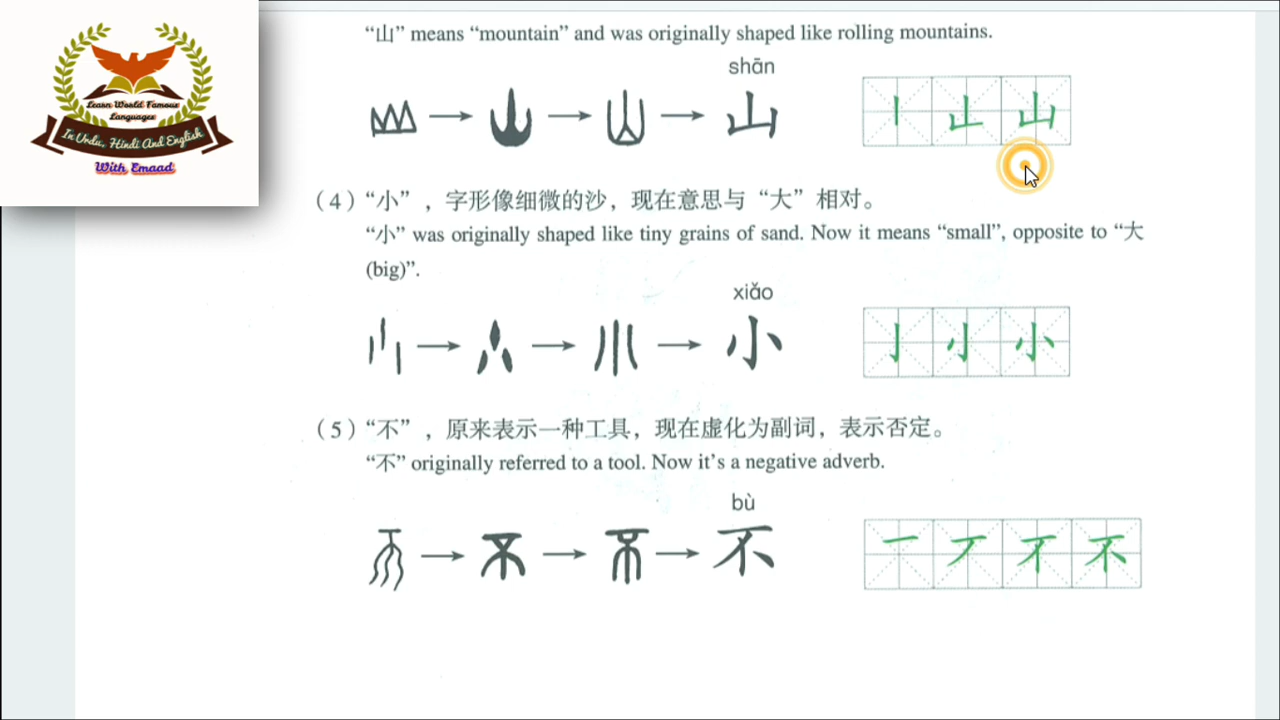 Learn World Famous
Languages
In Urdu, Hindi And English
With Emaad
“山” means “mountain” and was originally shaped like rolling mountains.
shān
山
(4)“小”，字形像细微的沙，现在意思与“大”相对。
“小” was originally shaped like tiny grains of sand. Now it means “small”, opposite to “大
(big)”.
xiǎo
小
(5)“不”，原来表示一种工具，现在虚化为副词，表示否定。
“不” originally referred to a tool. Now it’s a negative adverb.
bù
不